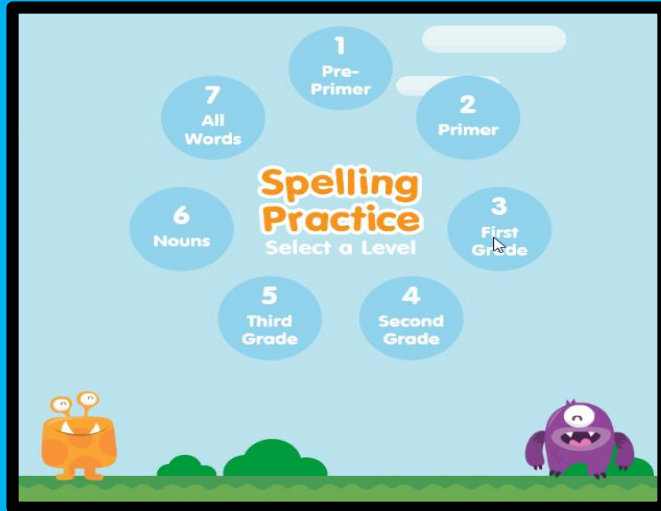 1
Pre-
Primer
2
Primer
3
First
Grade
4
Second
Grade
5
Third
Grade
6
Nouns
7
All
Words
Spelling
Practice
Select a Level